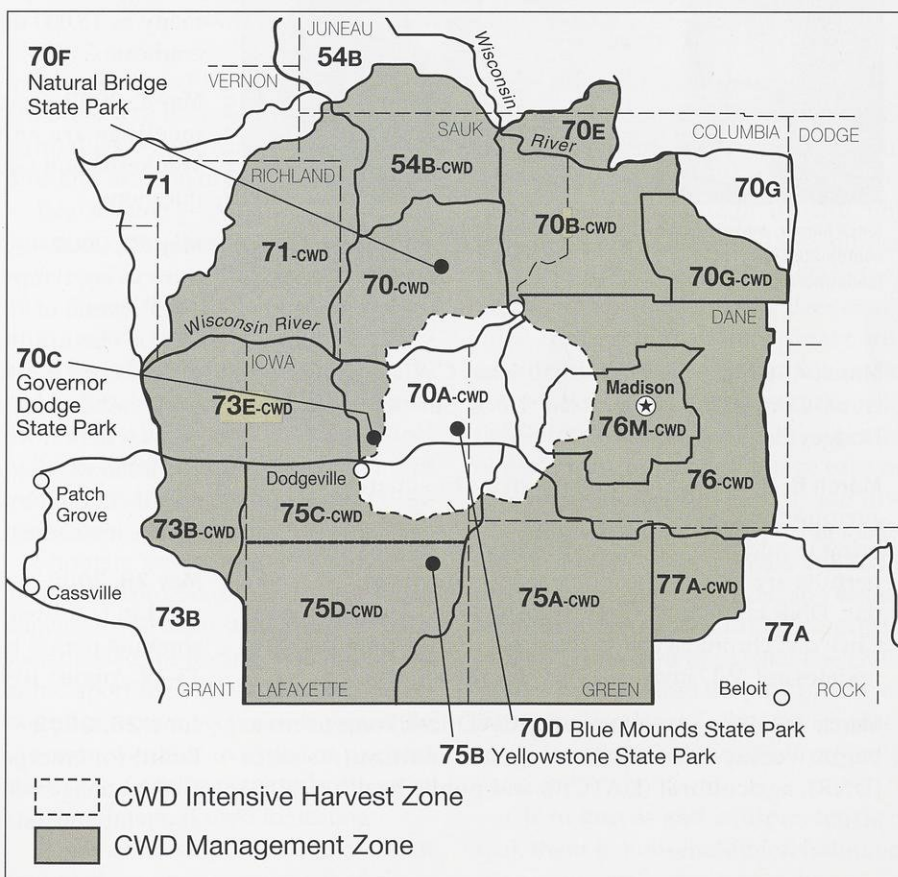 JUNEAU
54B
Wisconsin
70F
Natural Bridge
State Park
VERNON
SAUK
River
70E
COLUMBIA
DODGE
71
RICHLAND
54B-CWD
70G
71-CWD
70-CWD
70B-CWD
70G-CWD
Wisconsin River
DANE
70C
Governor
Dodge
State Park
IOWA
73E-CWD
70A-CWD
Madison
76M-CWD
Dodgeville
76-CWD
Patch
Grove
73B-CWD
75C-CWD
Cassville
73B
75D-CWD
75A-CWD
77A-CWD
77A
GRANT
LAFAYETTE
GREEN
Beloit
ROCK
70D Blue Mounds State Park
75B Yellowstone State Park
CWD Intensive Harvest Zone
CWD Management Zone